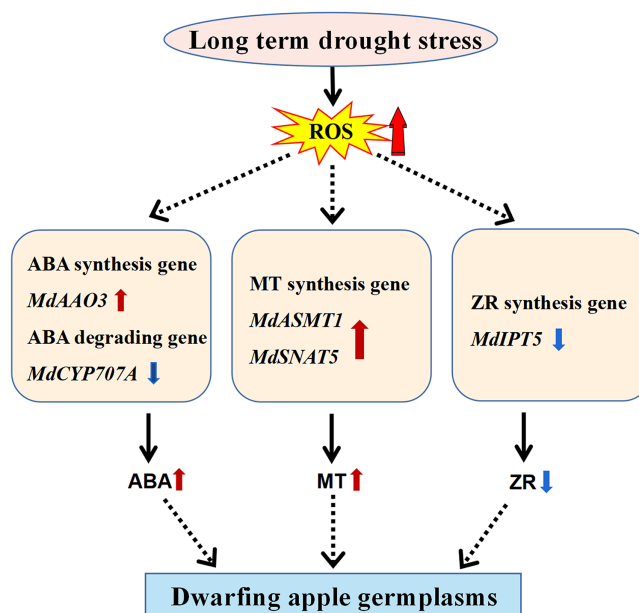 Long term drought stress
ROS
ABA synthesis gene
MdAAO3
ABA degrading gene
MdCYP707A
MT synthesis gene
MdASMT1
MdSNAT5
ZR synthesis gene
MdIPT5
ABA
MT
ZR
Dwarfing apple germplasms